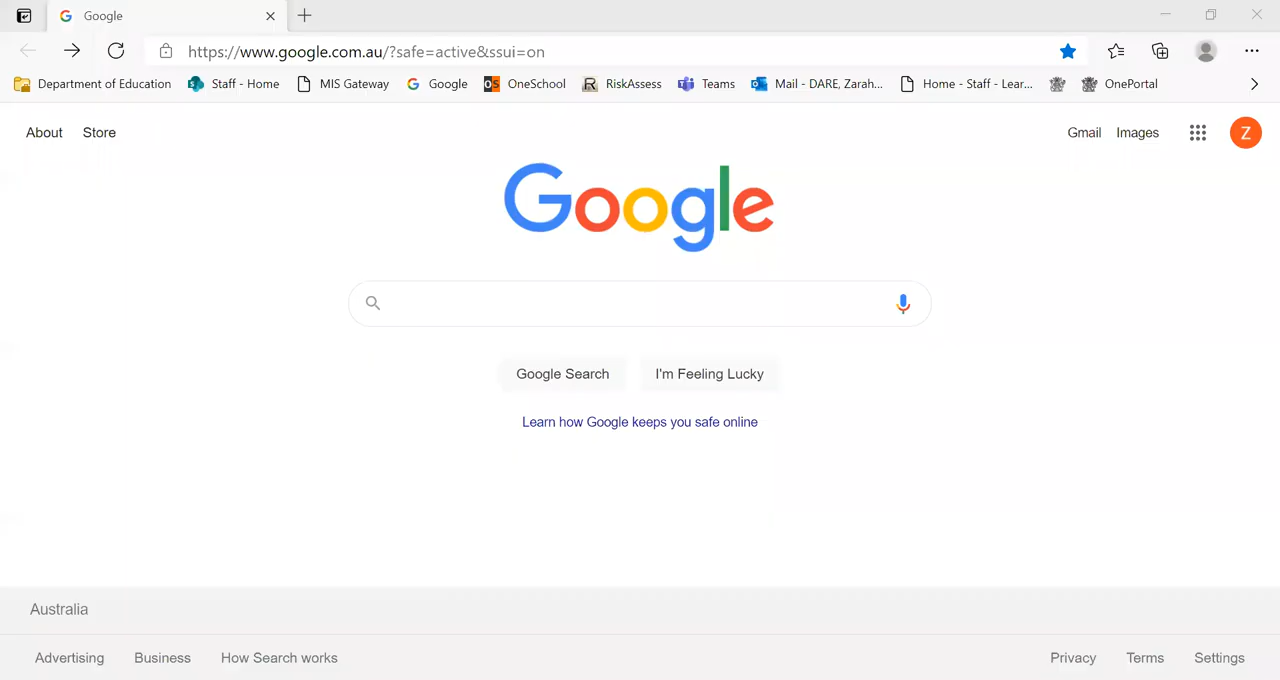 Google
https://www.google.com.au/?safe=active&ssui=on
Department of Education Staff - Home MIS Gateway Google OneSchool RiskAssess Teams Mail - DARE, Zarah... Home - Staff - Lear... OnePortal
About Store Gmail Images Z
Google
Google Search I'm Feeling Lucky
Learn how Google keeps you safe online
Australia
Advertising Business How Search works Privacy Terms Settings